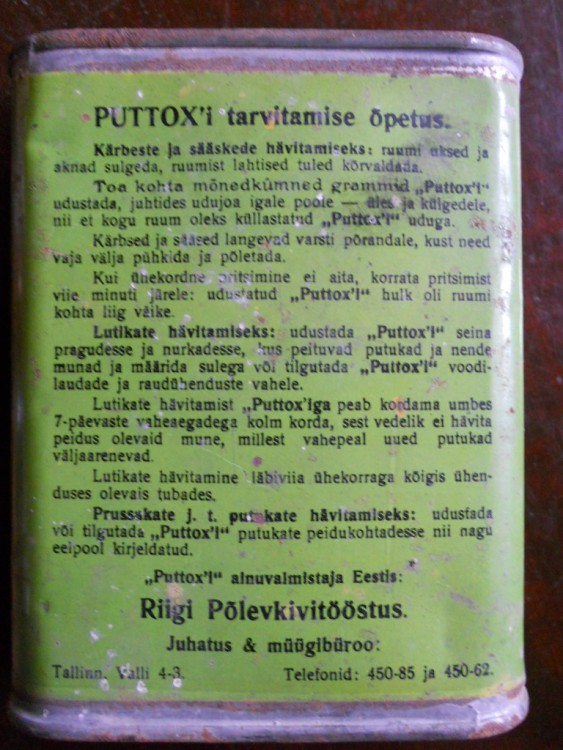 PUTTOX'i tarvitamise õpetus.
Kärbeste ja sääskede hävitamiseks: ruumi uksed ja
aknad sulgeda, ruumist lahtised tuled kõrvaldada.
Toa kohta mõnedkümned grammid „Puttox'i“
udustada, juhtides udujoa igale poole — üles ja külgedele,
nii et kogu ruum oleks küllastatud „Puttox'i“ uduga.
Kärbsed ja sääsed langevad varsti põrandale, kust need
vaja välja pühkida ja põletada.
Kui ühekordne pritsimine ei aita, korrata pritsimist
viie minuti järele: udustatud „Puttox'i“ hulk oli ruumi
kohta liig väike.
Lutikate hävitamiseks: udustada „Puttox'i“ seina
pragudesse ja nurkadesse, kus peituvad putukad ja nende
munad ja määrida sulega või tilgutada „Puttox'i“ voodi-
laudade ja raudühenduste vahele.
Lutikate hävitamist „Puttox'iga peab kordama umbes
7-päevaste vaheaegadega kolm korda, sest vedelik ei hävita
peidus olevaid mune, millest vahepeal uued putukad
väljaarenevad.
Lutikate hävitamine läbiviia ühekorraga kõigis ühen-
duses olevais tubades.
Prussakate j. t. putukate hävitamiseks: udustada
või tilgutada „Puttox'i“ putukate peidukohtadesse nii nagu
eelpool kirjeldatud.
„Puttox'i“ ainuvalmistaja Eestis:
Riigi Põlevkivitööstus.
Juhatus & müügibüroo:
Tallinn, Valli 4-3. Telefonid: 450-85 ja 450-62.